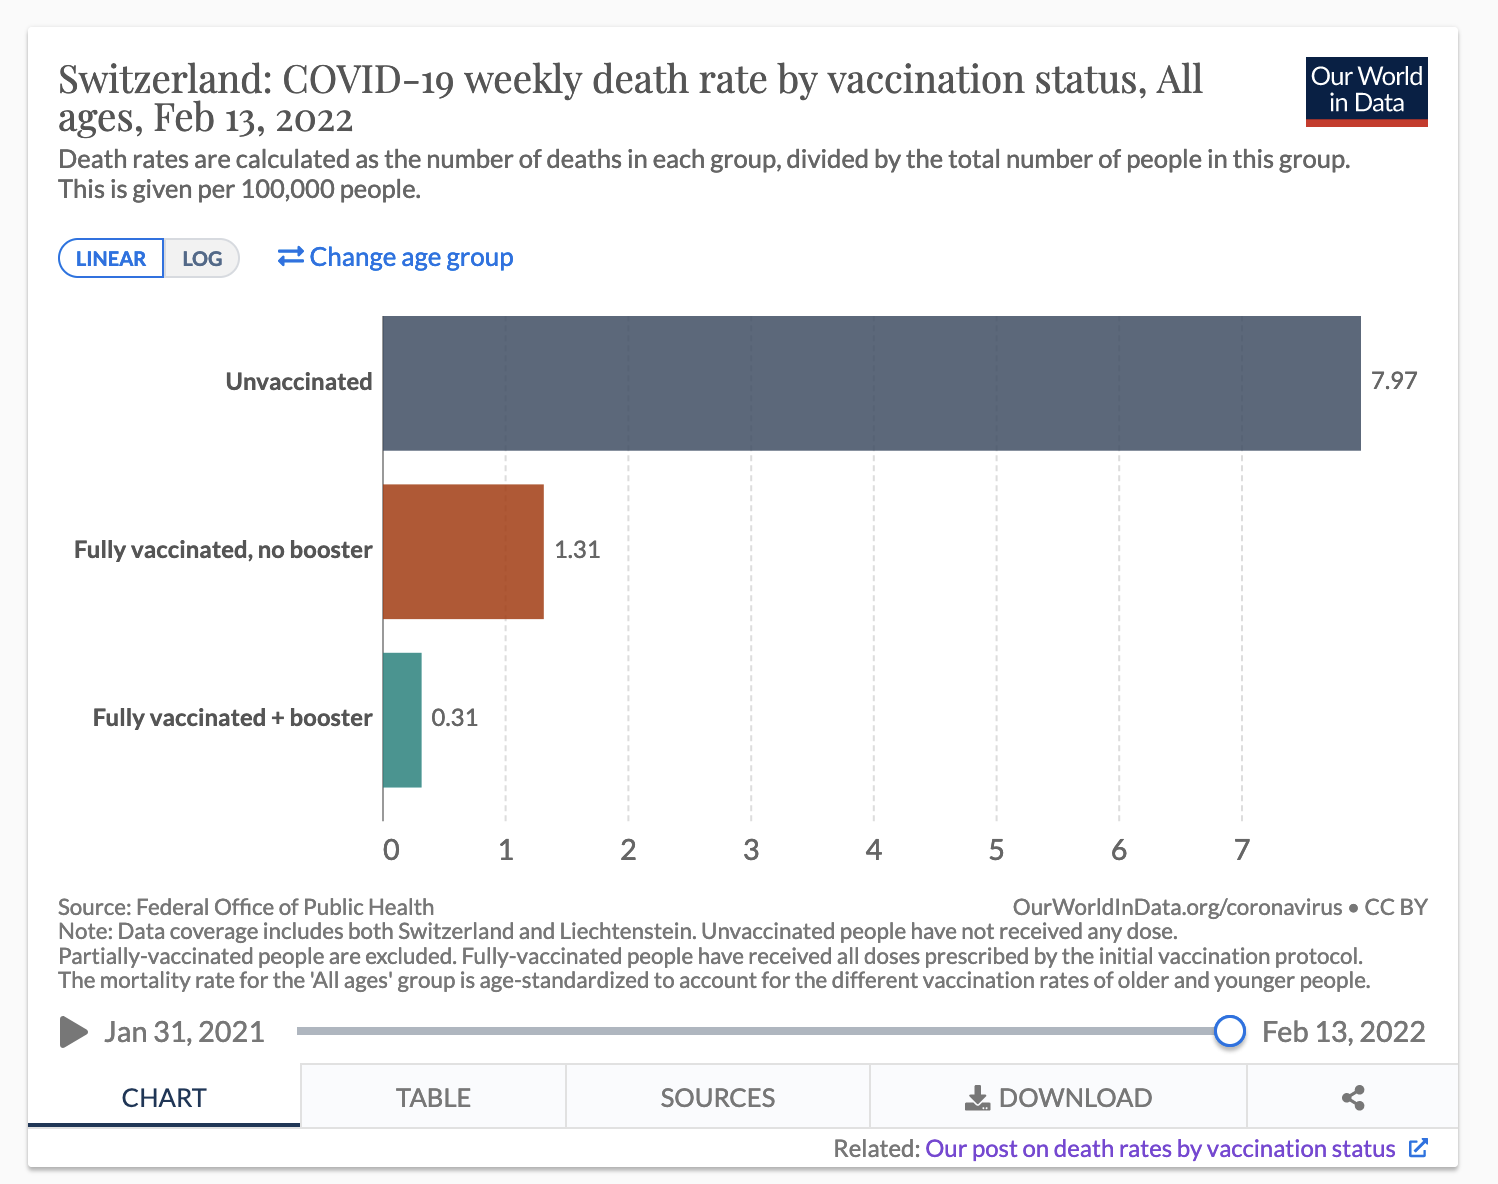 Switzerland: COVID-19 weekly death rate by vaccination status, All
ages, Feb 13, 2022
Our World
in Data
Death rates are calculated as the number of deaths in each group, divided by the total number of people in this group.
This is given per 100,000 people.
LINEAR LOG Change age group
Unvaccinated 7.97
Fully vaccinated, no booster 1.31
Fully vaccinated + booster 0.31
0 1 2 3 4 5 6 7
Source: Federal Office of Public Health OurWorldInData.org/coronavirus • CC BY
Note: Data coverage includes both Switzerland and Liechtenstein. Unvaccinated people have not received any dose.
Partially-vaccinated people are excluded. Fully-vaccinated people have received all doses prescribed by the initial vaccination protocol.
The mortality rate for the 'All ages' group is age-standardized to account for the different vaccination rates of older and younger people.
Jan 31, 2021 Feb 13, 2022
CHART TABLE SOURCES DOWNLOAD
Related: Our post on death rates by vaccination status